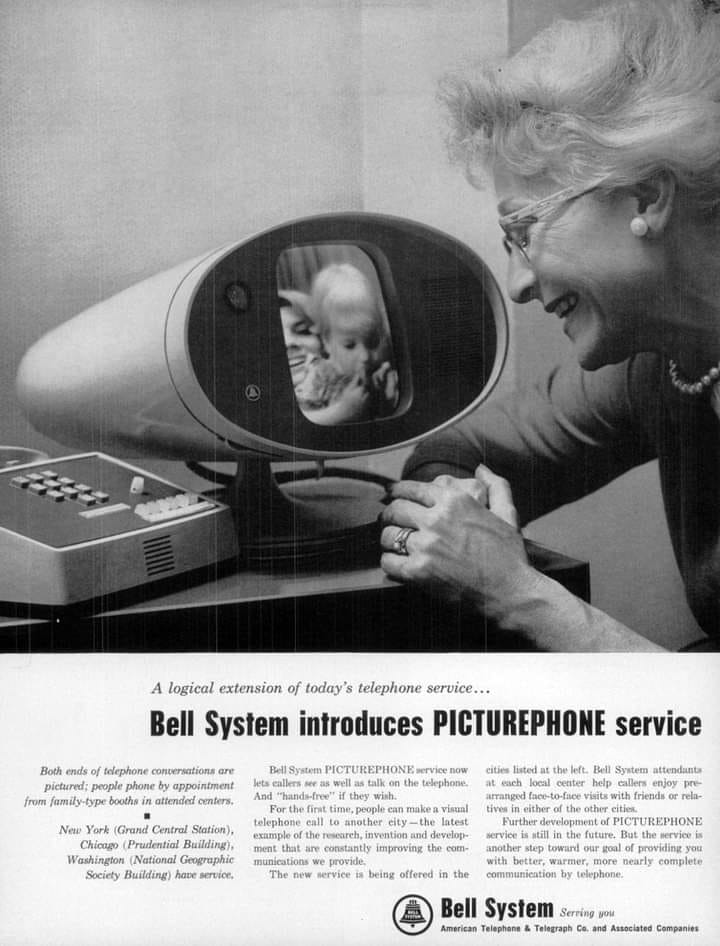 A logical extension of today's telephone service...
Bell System introduces PICTUREPHONE service
Both ends of telephone conversations are
pictured; people phone by appointment
from family-type booths in attended centers.
■
New York (Grand Central Station),
Chicago (Prudential Building),
Washington (National Geographic
Society Building) have service.
Bell System PICTUREPHONE service now
lets callers see as well as talk on the telephone.
And "hands-free" if they wish.
For the first time, people can make a visual
telephone call to another city—the latest
example of the research, invention and develop-
ment that are constantly improving the com-
munications we provide.
The new service is being offered in the
cities listed at the left. Bell System attendants
at each local center help callers enjoy pre-
arranged face-to-face visits with friends or rela-
tives in either of the other cities.
Further development of PICTUREPHONE
service is still in the future. But the service is
another step toward our goal of providing you
with better, warmer, more nearly complete
communication by telephone.
BELL SYSTEM
Bell System Serving you
American Telephone & Telegraph Co. and Associated Companies